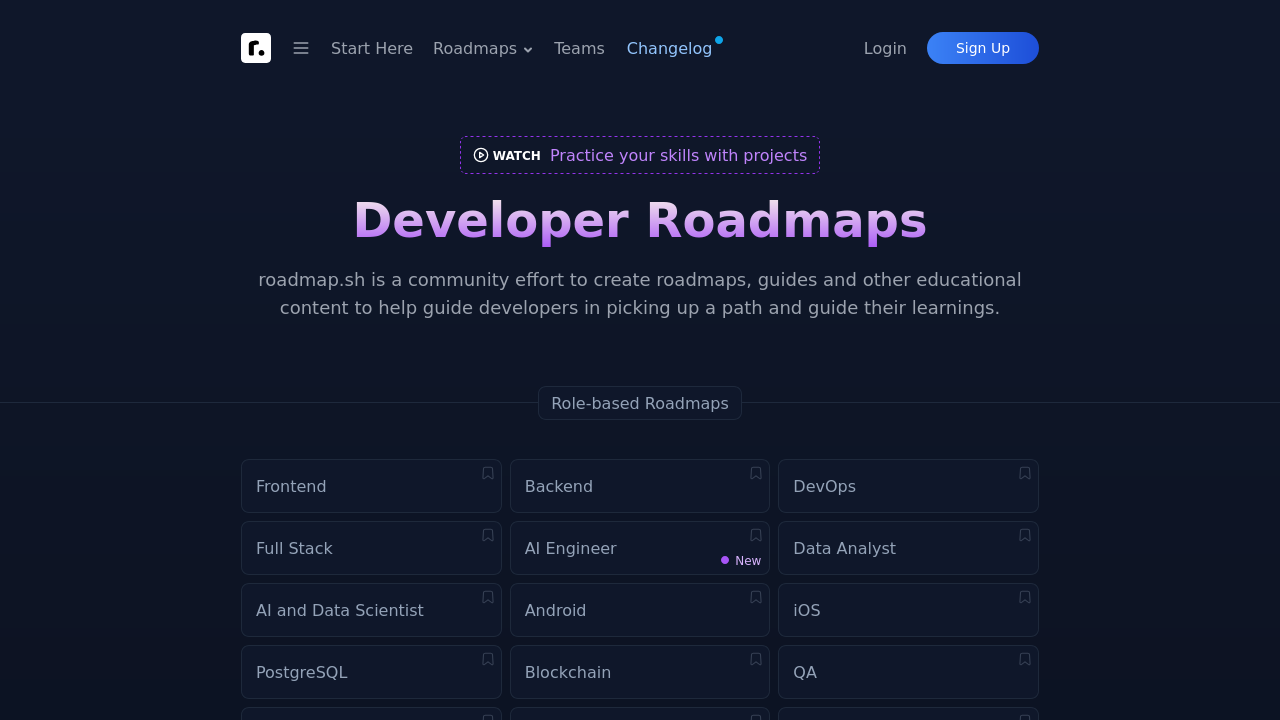 r.
Start Here
Roadmaps
Teams
Changelog
Login
Sign Up
WATCH Practice your skills with projects
Developer Roadmaps
roadmap.sh is a community effort to create roadmaps, guides and other educational
content to help guide developers in picking up a path and guide their learnings.
Role-based Roadmaps
Frontend
Backend
DevOps
Full Stack
AI Engineer
New
Data Analyst
AI and Data Scientist
Android
iOS
PostgreSQL
Blockchain
QA